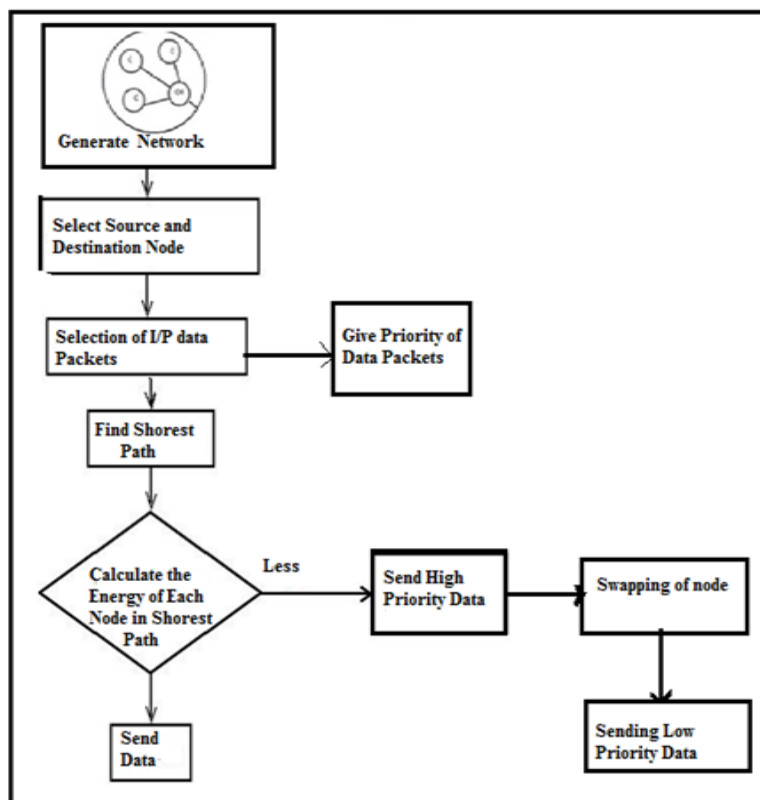 Generate Network
Select Source and
Destination Node
Selection of I/P data
Packets
Give Priority of
Data Packets
Find Shorest
Path
Calculate the
Energy of Each
Node in Shorest
Path
Less
Send High
Priority Data
Swapping of node
Send
Data
Sending Low
Priority Data